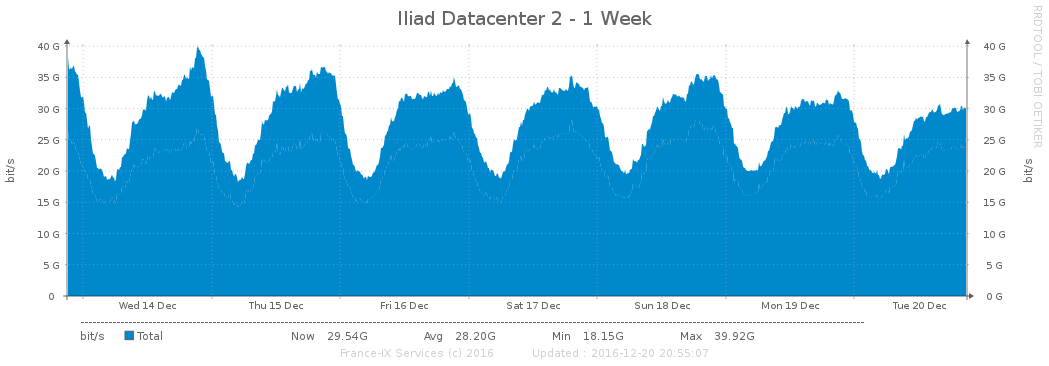 Iliad Datacenter 2 - 1 Week
RRDTOOL / TOBI OETIKER
40 G 40 G
35 G 35 G
30 G 30 G
25 G 25 G
20 G 20 G
15 G 15 G
10 G 10 G
5 G 5 G
0 0 G
bit/s bit/s
Wed 14 Dec Thu 15 Dec Fri 16 Dec Sat 17 Dec Sun 18 Dec Mon 19 Dec Tue 20 Dec
bit/s Total Now 29.54G Avg 28.20G Min 18.15G Max 39.92G
France-IX Services (c) 2016 Updated : 2016-12-20 20:55:07